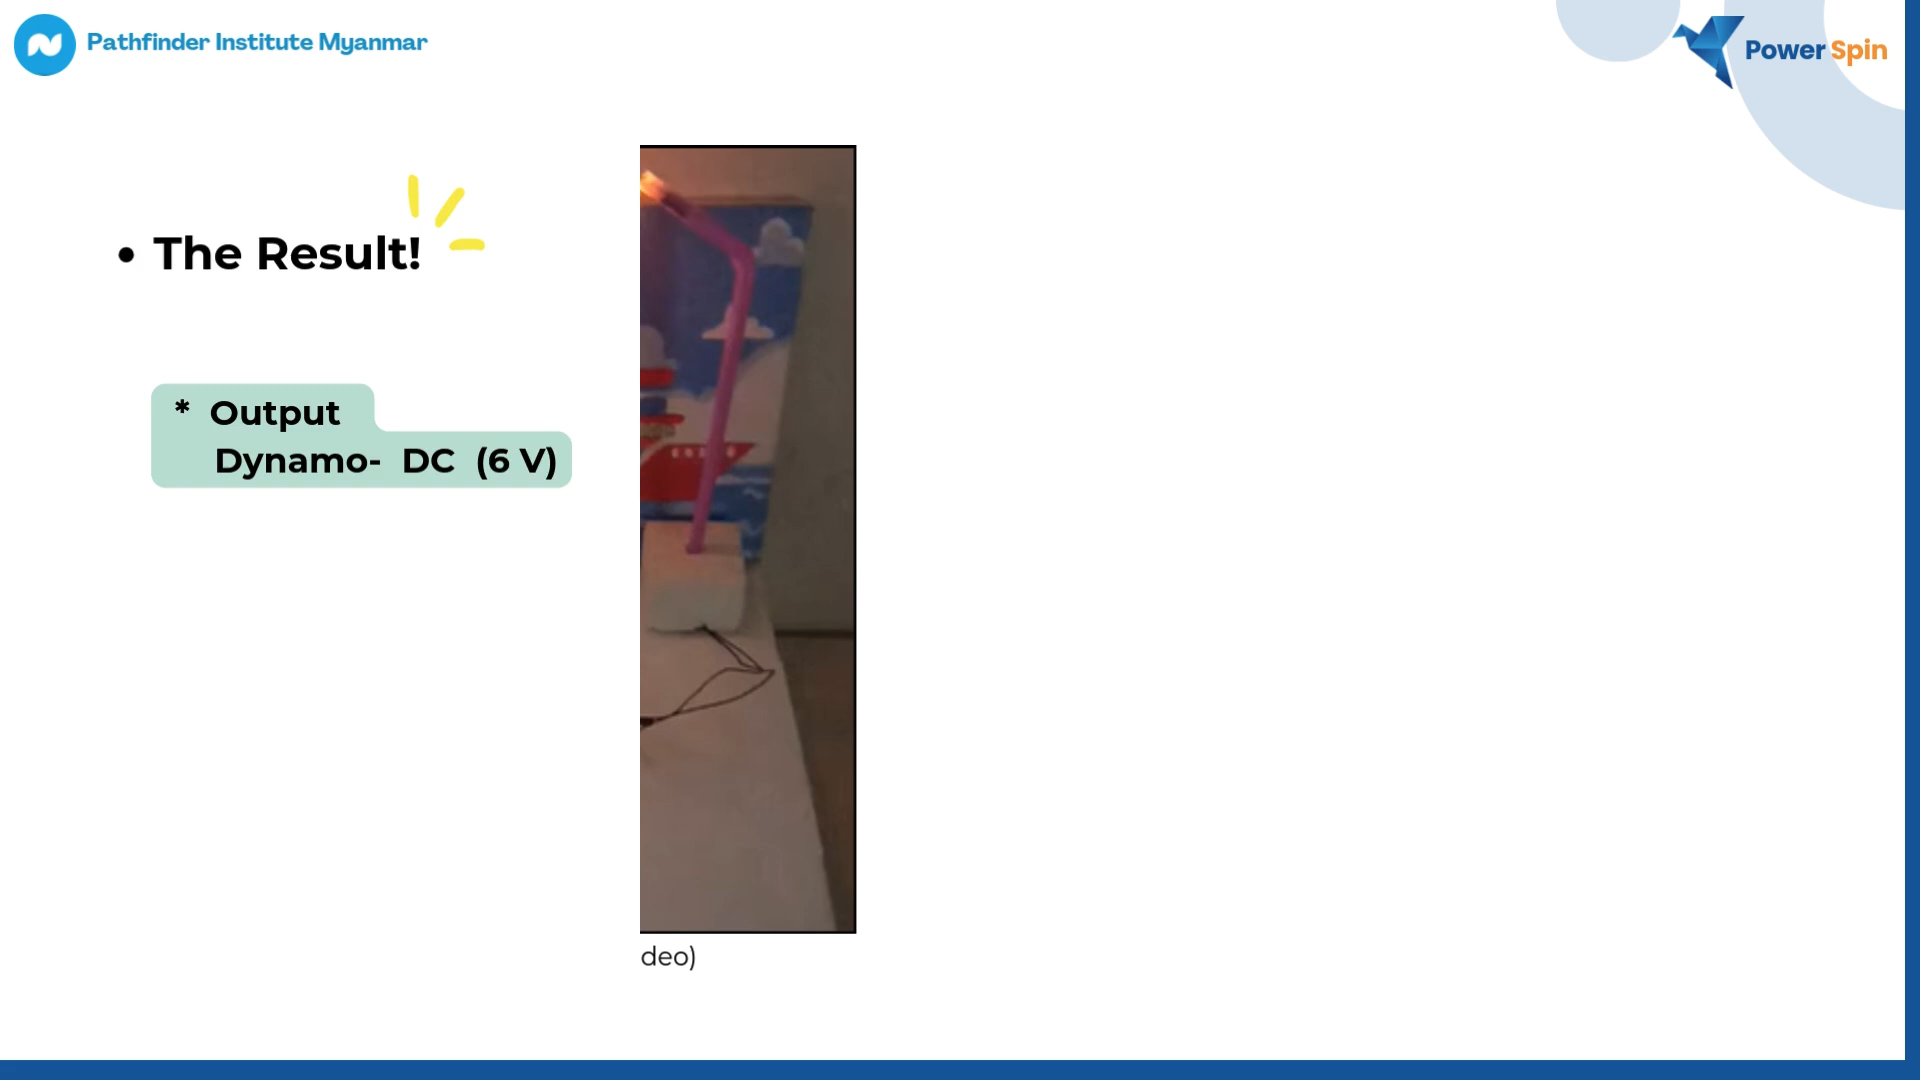 Pathfinder Institute Myanmar
Power Spin
• The Result!
* Output
Dynamo- DC (6 V)
deo)